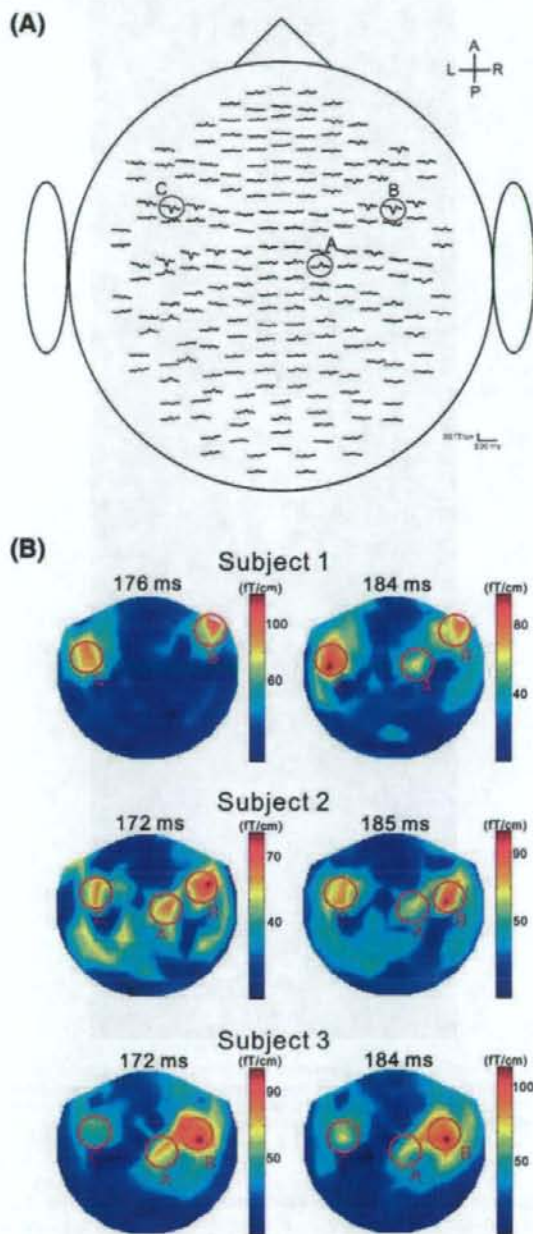 (A)
A
L R
P
C
B
A
(B)
Subject 1
176 ms
(fT/cm)
184 ms
(fT/cm)
100
60
80
40
Subject 2
172 ms
(fT/cm)
185 ms
(fT/cm)
70
40
90
50
Subject 3
172 ms
(fT/cm)
184 ms
(fT/cm)
90
50
100
50
A
B
A
B